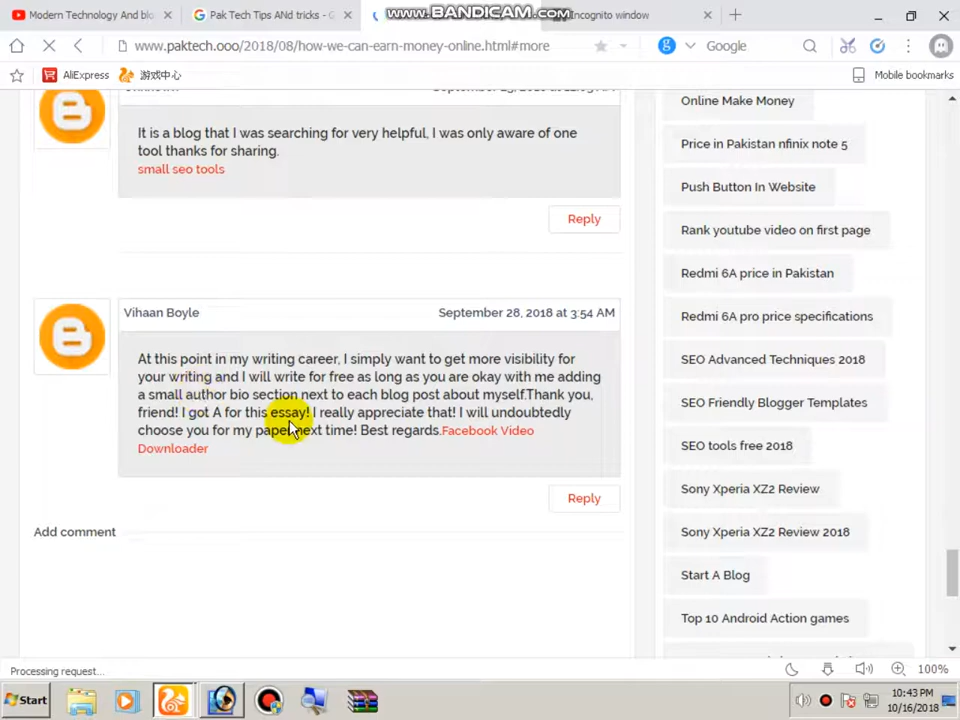 Modern Technology And blo
Pak Tech Tips ANd tricks - G
www.BANDICAM.com
Incognito window
www.paktech.ooo/2018/08/how-we-can-earn-money-online.html#more
Google
AliExpress
游戏中心
Mobile bookmarks
It is a blog that I was searching for very helpful, I was only aware of one
tool thanks for sharing.
small seo tools
Reply
Vihaan Boyle
September 28, 2018 at 3:54 AM
At this point in my writing career, I simply want to get more visibility for
your writing and I will write for free as long as you are okay with me adding
a small author bio section next to each blog post about myself.Thank you,
friend! I got A for this essay! I really appreciate that! I will undoubtedly
choose you for my paper next time! Best regards.Facebook Video
Downloader
Reply
Add comment
Online Make Money
Price in Pakistan nfinix note 5
Push Button In Website
Rank youtube video on first page
Redmi 6A price in Pakistan
Redmi 6A pro price specifications
SEO Advanced Techniques 2018
SEO Friendly Blogger Templates
SEO tools free 2018
Sony Xperia XZ2 Review
Sony Xperia XZ2 Review 2018
Start A Blog
Top 10 Android Action games
Processing request...
100%
Start
10:43 PM
10/16/2018